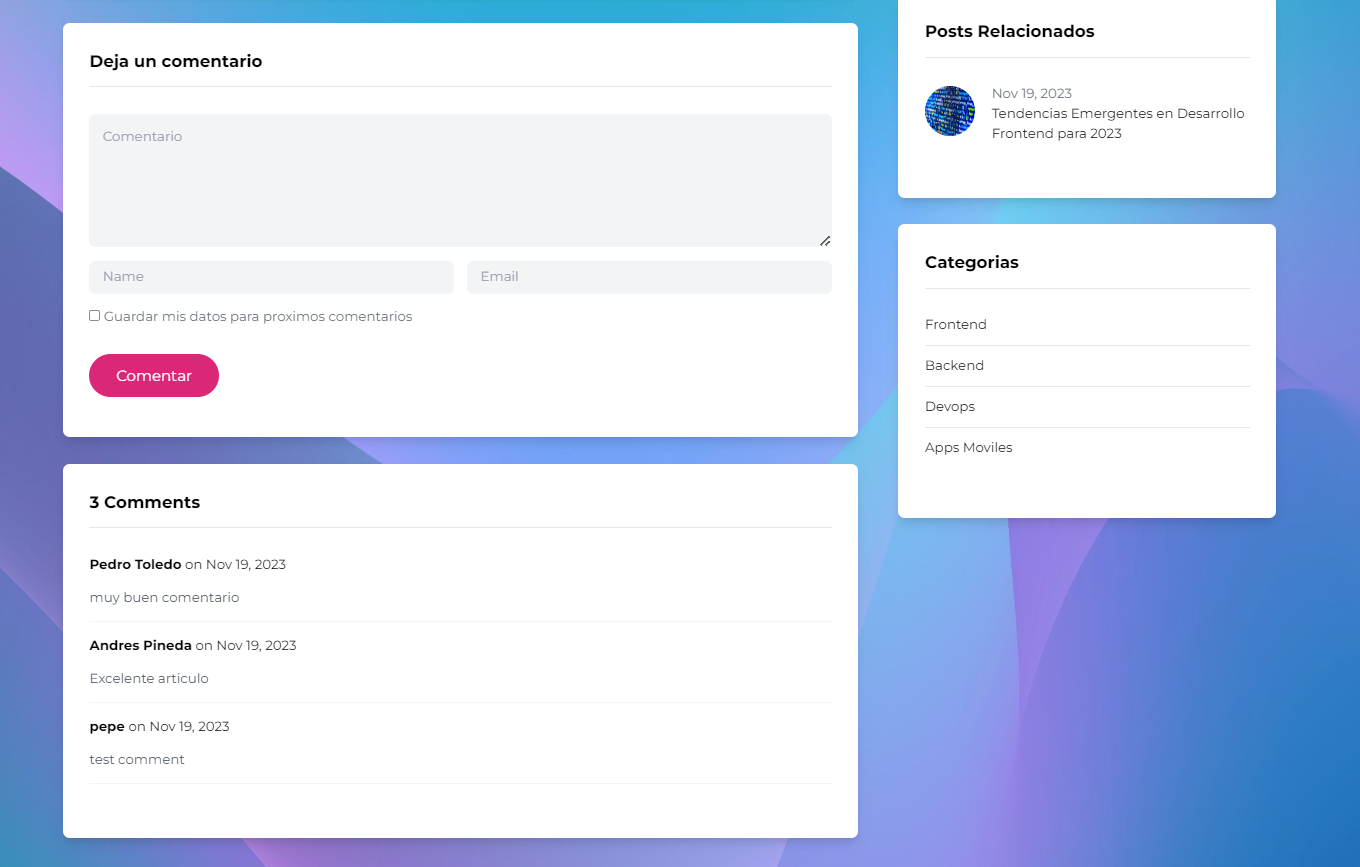 Deja un comentario
Comentario
Name
Email
Guardar mis datos para proximos comentarios
Comentar
3 Comments
Pedro Toledo on Nov 19, 2023
muy buen comentario
Andres Pineda on Nov 19, 2023
Excelente articulo
pepe on Nov 19, 2023
test comment
Posts Relacionados
Nov 19, 2023
Tendencias Emergentes en Desarrollo
Frontend para 2023
Categorias
Frontend
Backend
Devops
Apps Moviles